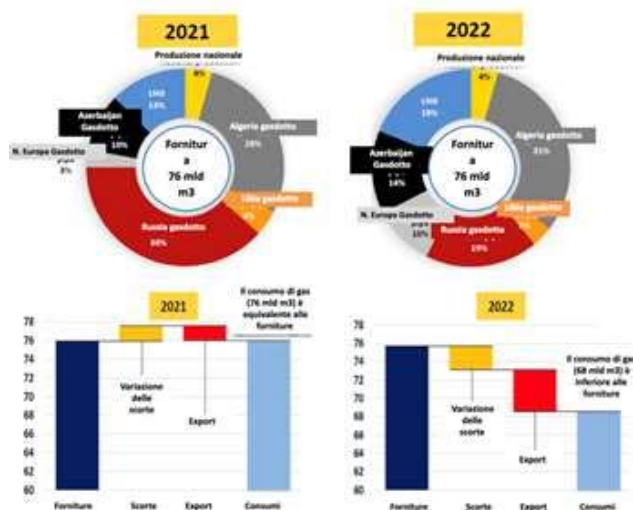 2021
Produzione nazionale
4%
LNG
13%
Azerbaijan
Gasdotto
10%
N. Europa Gasdotto
3%
Algeria gasdotto
28%
Libia gasdotto
4%
Russia gasdotto
38%
Fornitur
a
76 mld
m3
2022
Produzione nazionale
4%
LNG
19%
Azerbaijan
Gasdotto
14%
N. Europa Gasdotto
10%
Algeria gasdotto
31%
Libia gasdotto
Russia gasdotto
19%
Fornitur
a
76 mld
m3
2021
Il consumo di gas
(76 mld m3) è
equivalente alle
forniture
78
76
74
72
70
68
66
64
62
60
Variazione
delle
scorte
Export
Forniture
Scorte
Export
Consumi
2022
Il consumo di gas
(68 mld m3) è
inferiore alle
forniture
78
76
74
72
70
68
66
64
62
60
Variazione
delle
scorte
Export
Forniture
Scorte
Export
Consumi